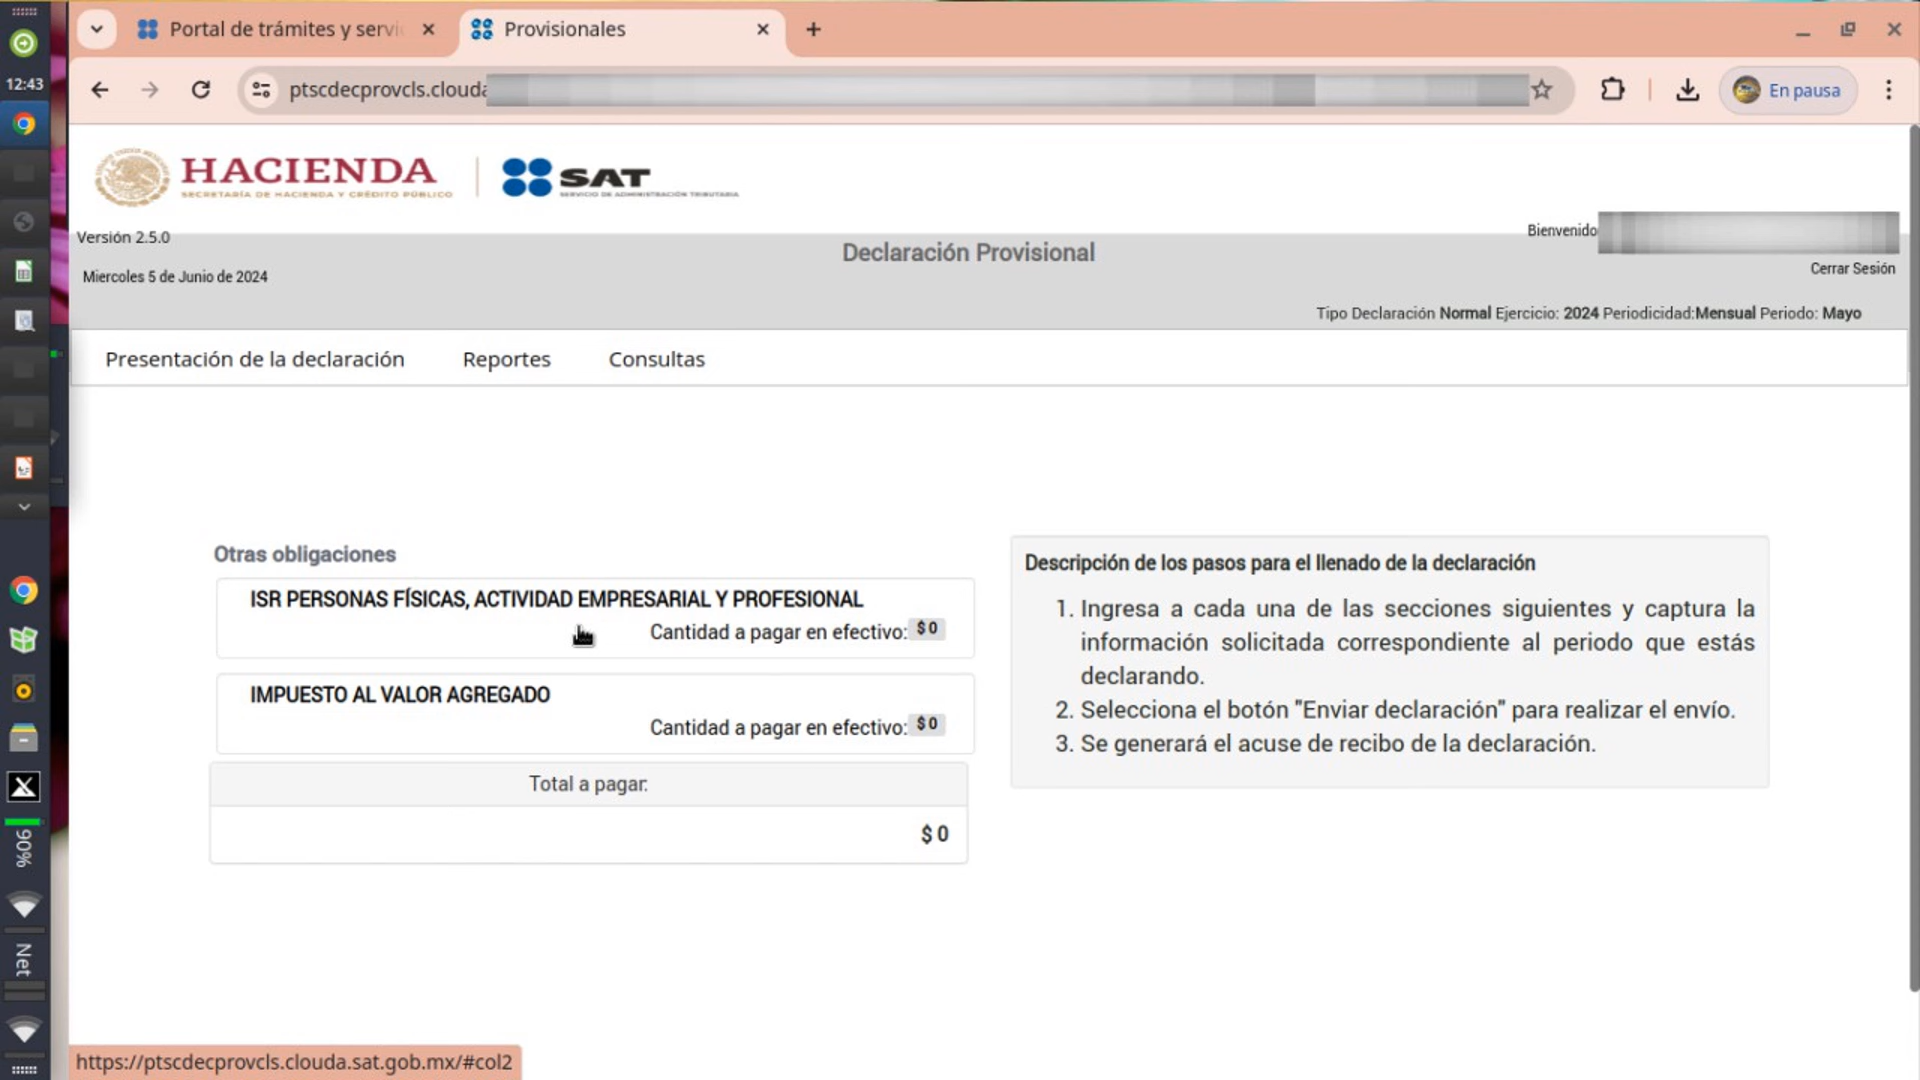 Portal de trámites y servi
Provisionales
12:43
ptscdecprovcls.clouda
En pausa
HACIENDA
SECRETARÍA DE HACIENDA Y CRÉDITO PÚBLICO
SAT
SERVICIO DE ADMINISTRACIÓN TRIBUTARIA
Versión 2.5.0
Bienvenido
Declaración Provisional
Miercoles 5 de Junio de 2024
Cerrar Sesión
Tipo Declaración Normal Ejercicio: 2024 Periodicidad:Mensual Periodo: Mayo
Presentación de la declaración
Reportes
Consultas
Otras obligaciones
ISR PERSONAS FÍSICAS, ACTIVIDAD EMPRESARIAL Y PROFESIONAL
Cantidad a pagar en efectivo: $ 0
IMPUESTO AL VALOR AGREGADO
Cantidad a pagar en efectivo: $ 0
Total a pagar:
$ 0
Descripción de los pasos para el llenado de la declaración
1. Ingresa a cada una de las secciones siguientes y captura la
información solicitada correspondiente al periodo que estás
declarando.
2. Selecciona el botón "Enviar declaración" para realizar el envío.
3. Se generará el acuse de recibo de la declaración.
90%
Net
https://ptscdecprovcls.clouda.sat.gob.mx/#col2